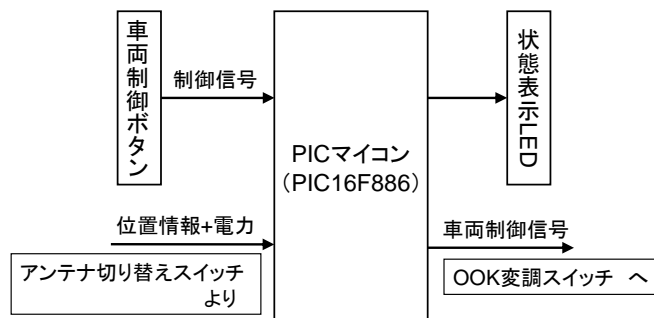 車両制御ボタン
制御信号
PICマイコン
（PIC16F886）
状態表示LED
位置情報+電力
アンテナ切り替えスイッチ
より
車両制御信号
OOK変調スイッチ　へ